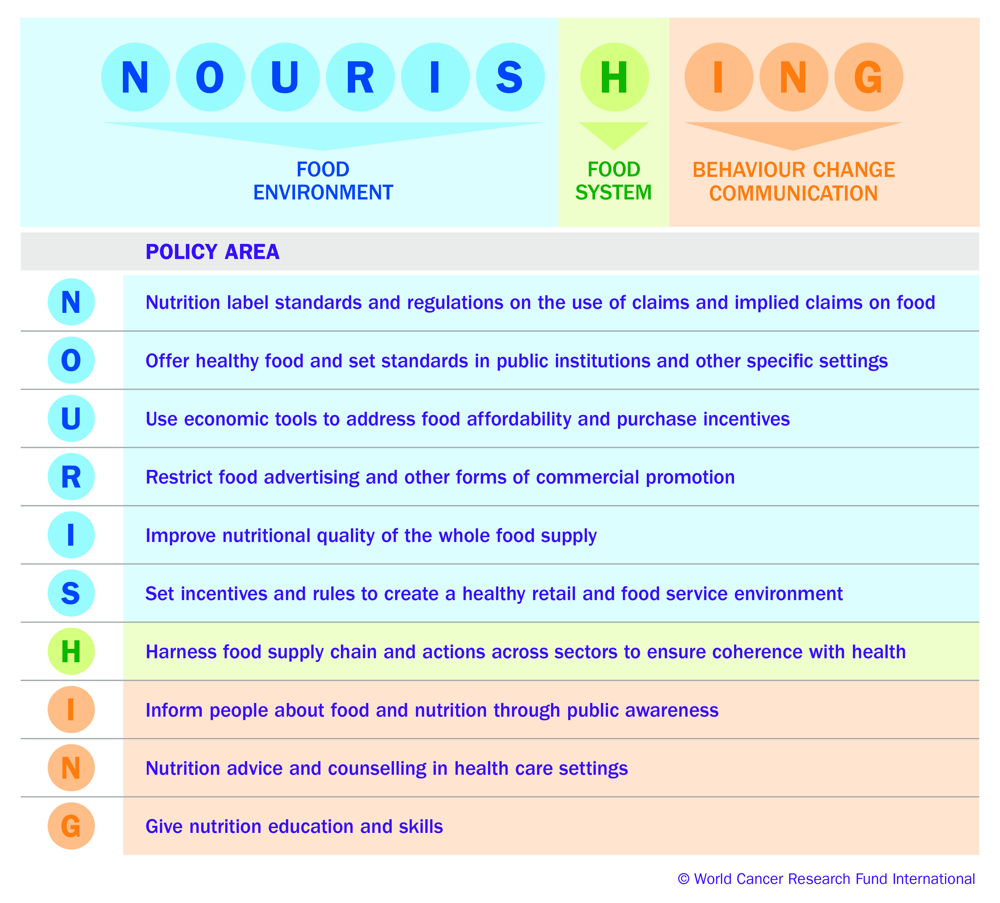 N O U R I S H I N G
FOOD
ENVIRONMENT
FOOD
SYSTEM
BEHAVIOUR CHANGE
COMMUNICATION
POLICY AREA
N Nutrition label standards and regulations on the use of claims and implied claims on food
O Offer healthy food and set standards in public institutions and other specific settings
U Use economic tools to address food affordability and purchase incentives
R Restrict food advertising and other forms of commercial promotion
I Improve nutritional quality of the whole food supply
S Set incentives and rules to create a healthy retail and food service environment
H Harness food supply chain and actions across sectors to ensure coherence with health
I Inform people about food and nutrition through public awareness
N Nutrition advice and counselling in health care settings
G Give nutrition education and skills
© World Cancer Research Fund International